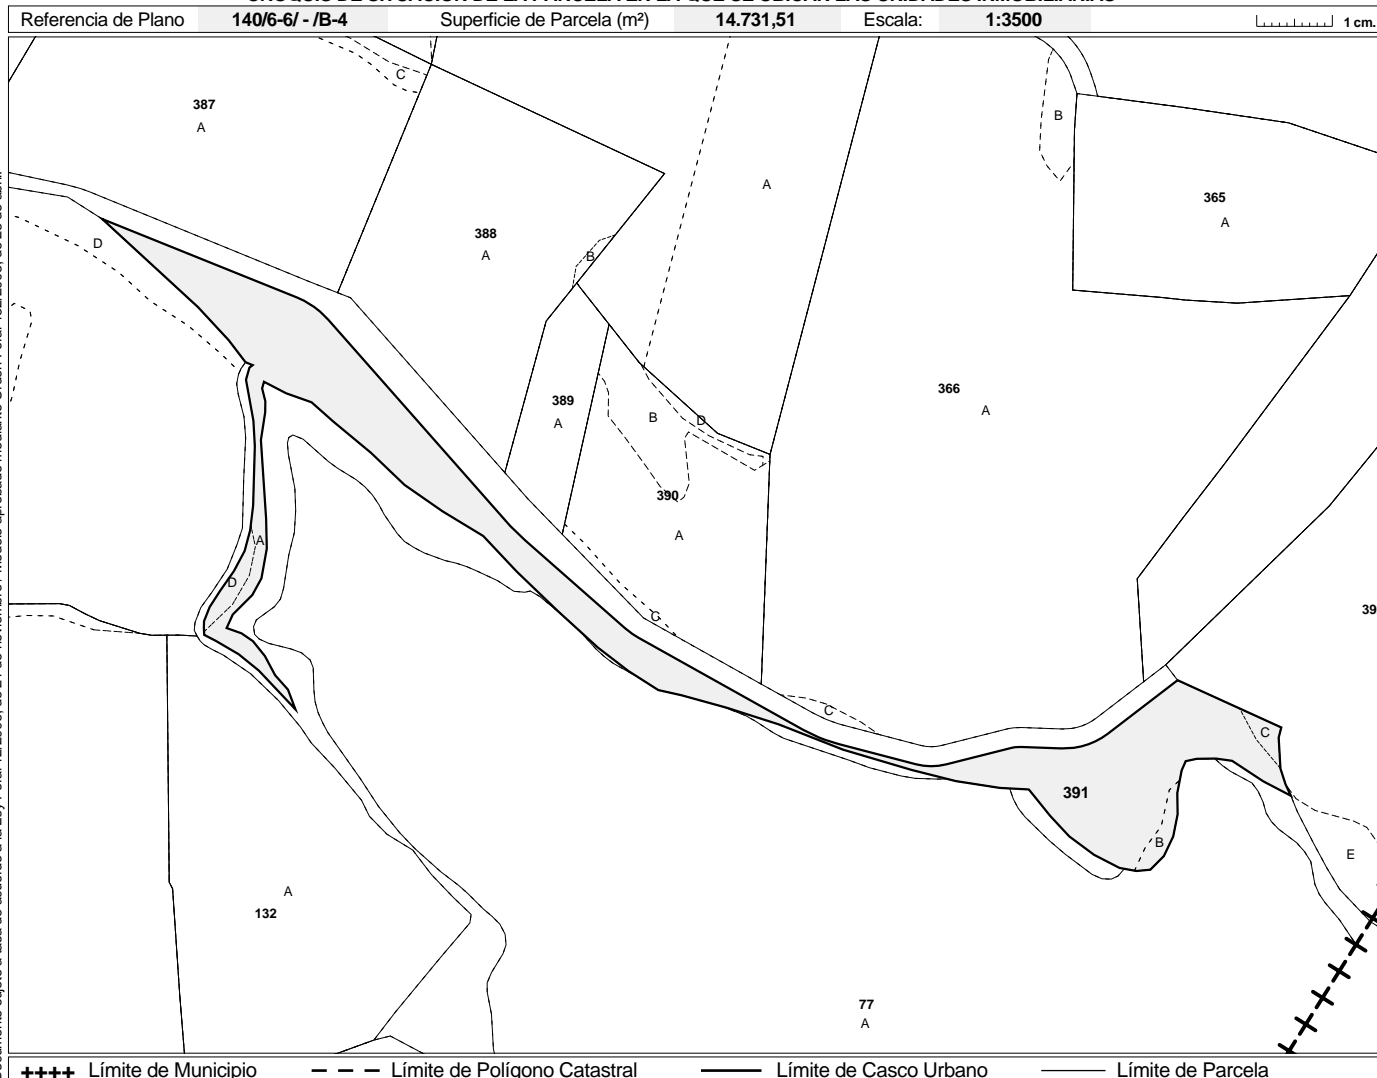 Referencia de Plano 140/6-6/ - /B-4 Superficie de Parcela (m²) 14.731,51 Escala: 1:3500 1 cm.
C
387
A
B
A
365
A
388
A
D
B
366
A
389
A
B
D
390
A
A
D
C
39
C
C
391
B
E
A
132
77
A
++++ Límite de Municipio – – – Límite de Polígono Catastral —— Límite de Casco Urbano —— Límite de Parcela